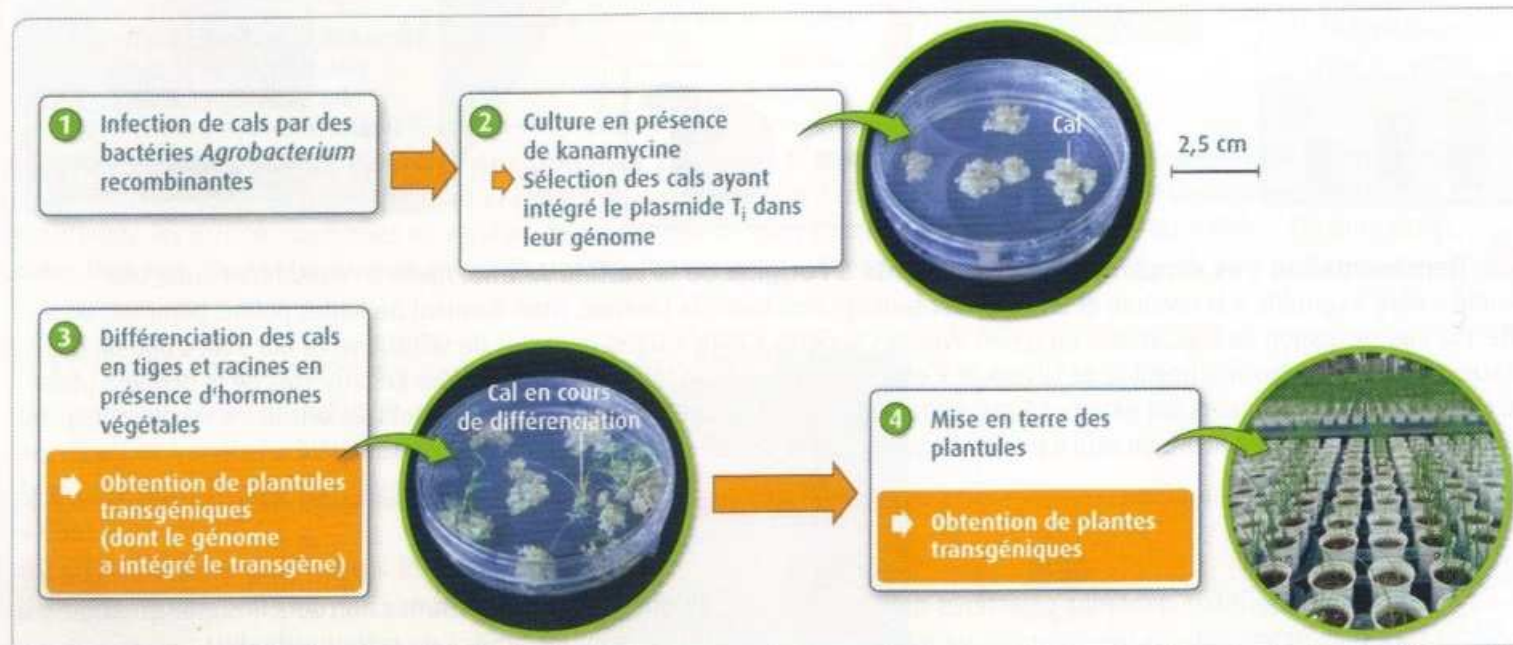 1 Infection de cals par des
bactéries Agrobacterium
recombinantes
2 Culture en présence
de kanamycine
Sélection des cals ayant
intégré le plasmide Ti dans
leur génome
Cal
2,5 cm
3 Différenciation des cals
en tiges et racines en
présence d'hormones
végétales
Obtention de plantules
transgéniques
(dont le génome
a intégré le transgène)
Cal en cours
de différenciation
4 Mise en terre des
plantules
Obtention de plantes
transgéniques